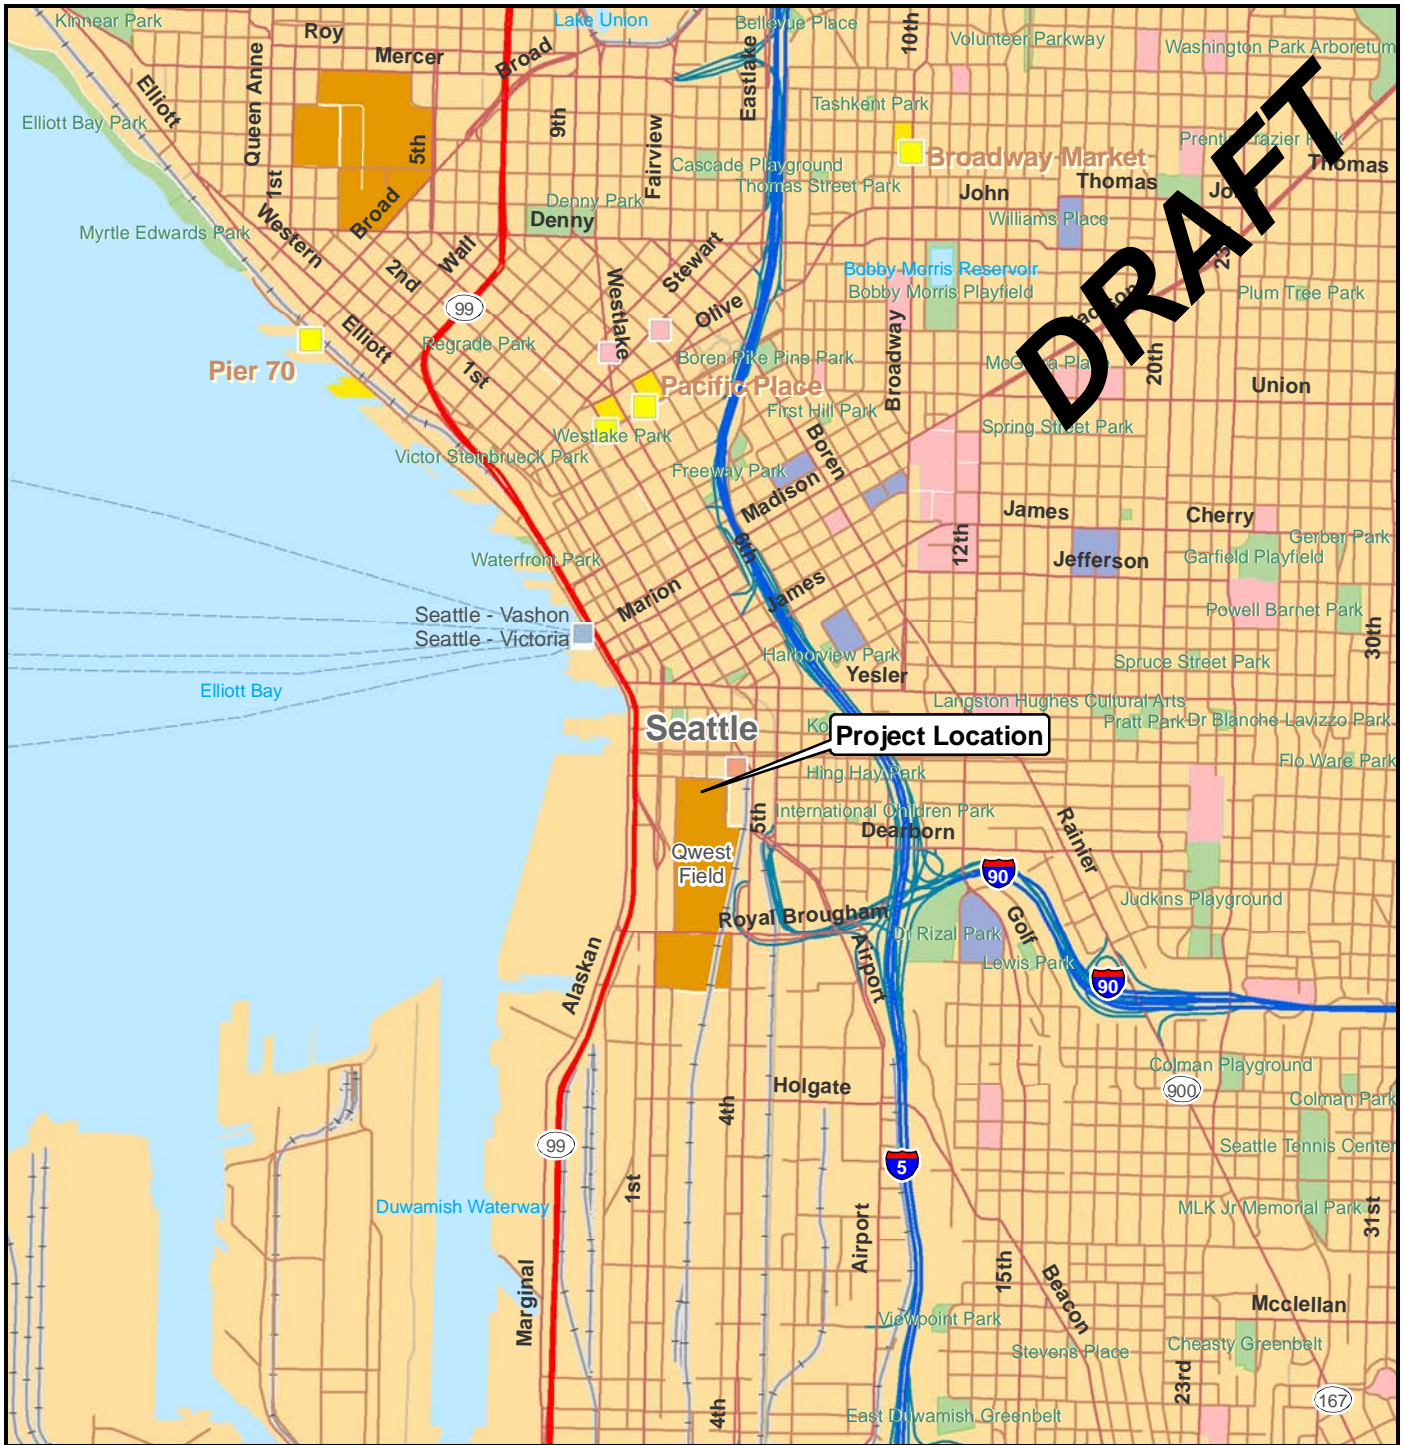 Kinnear Park
Roy
Lake Union
Bellevue Place
10th
Volunteer Parkway
Washington Park Arboretum
Mercer
Broad
Eastlake
Elliott
Queen Anne
Elliott Bay Park
5th
9th
Fairview
Tashkent Park
DRAFT
Broadway Market
Thomas
Cascade Playground
Thomas Street Park
John
Thomas
1st
Denny Park
Denny
Broad
Williams Place
Myrtle Edwards Park
Western
Wall
Stewart
2nd
Bobby Morris Reservoir
Bobby Morris Playfield
Plum Tree Park
99
Westlake
Olive
Elliott
Regrade Park
Broadway
Boren Pike Pine Park
20th
Pier 70
1st
Pacific Place
Union
First Hill Park
Westlake Park
Boren
Spring Street Park
Victor Steinbrueck Park
Freeway Park
Madison
James
Cherry
6th
12th
Gerber Park
Waterfront Park
Jefferson
Garfield Playfield
Marion
James
Seattle - Vashon
Seattle - Victoria
Powell Barnet Park
30th
Harborview Park
Yesler
Spruce Street Park
Elliott Bay
Langston Hughes Cultural Arts
Pratt Park
Dr Blanche Lavizzo Park
Seattle
Project Location
Hing Hay Park
Flo Ware Park
5th
International Children Park
Dearborn
Rainier
Qwest
Field
90
Judkins Playground
Royal Brougham
Golf
Dr Rizal Park
Airport
Alaskan
Lewis Park
90
Colman Playground
Holgate
900
Colman Park
4th
99
Seattle Tennis Center
5
1st
Duwamish Waterway
MLK Jr Memorial Park
31st
Airport
15th
Beacon
Marginal
Mcclellan
Viewpoint Park
Stevens Place
Cheasty Greenbelt
23rd
167
4th
East Duwamish Greenbelt